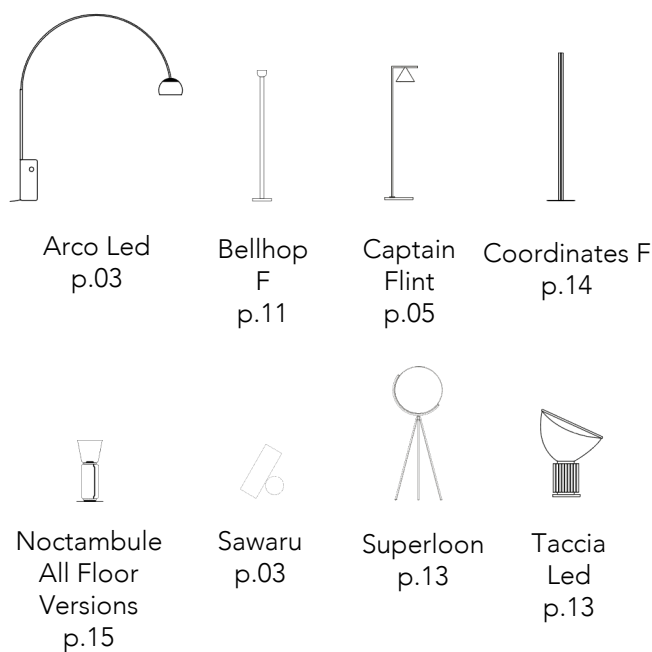 Arco Led
p.03
Bellhop
F
p.11
Captain
Flint
p.05
Coordinates F
p.14
Noctambule
All Floor
Versions
p.15
Sawaru
p.03
Superloon
p.13
Taccia
Led
p.13